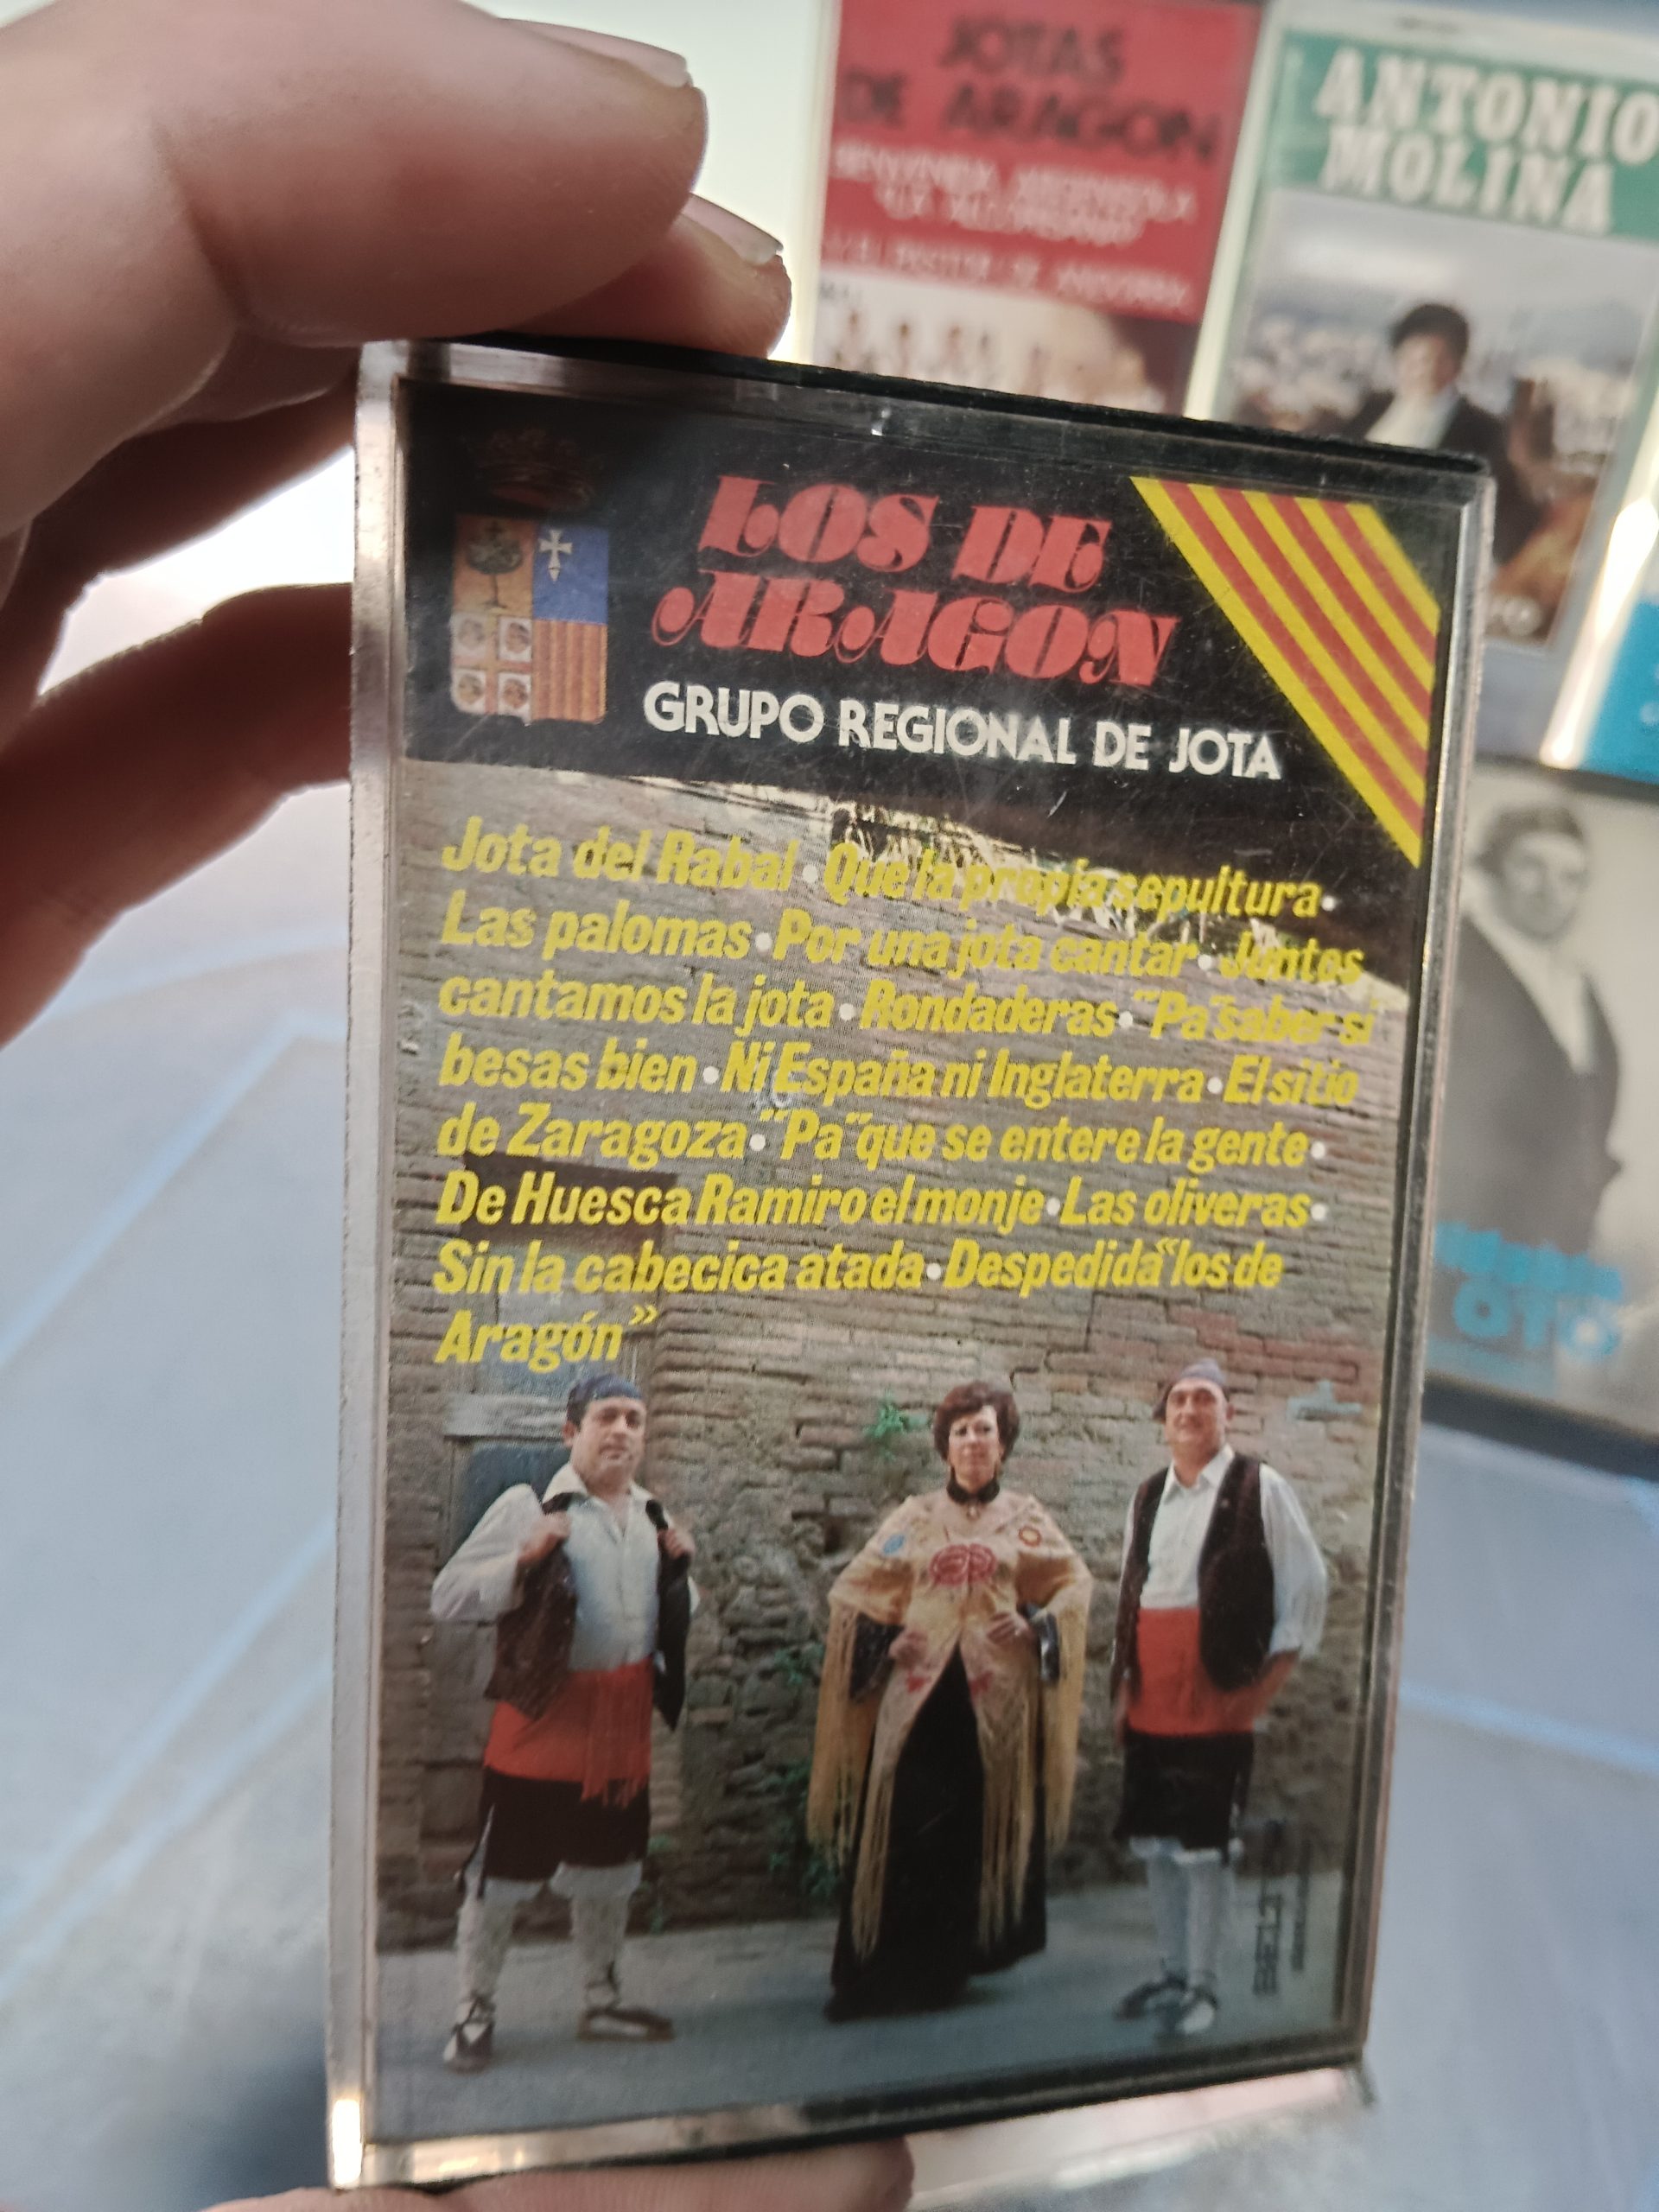 JOTAS
DE ARAGON
ANTONIO
MOLINA
LOS DE
ARAGON
GRUPO REGIONAL DE JOTA
Jota del Rabal • Que la propia sepultura •
Las palomas • Por una jota cantar • Juntos
cantamos la jota • Rondaderas • "Pa" saber si
besas bien • Ni España ni Inglaterra • El sitio
de Zaragoza • "Pa" que se entere la gente •
De Huesca Ramiro el monje • Las oliveras •
Sin la cabecica atada • Despedida "los de
Aragón"
OTO
BELTER